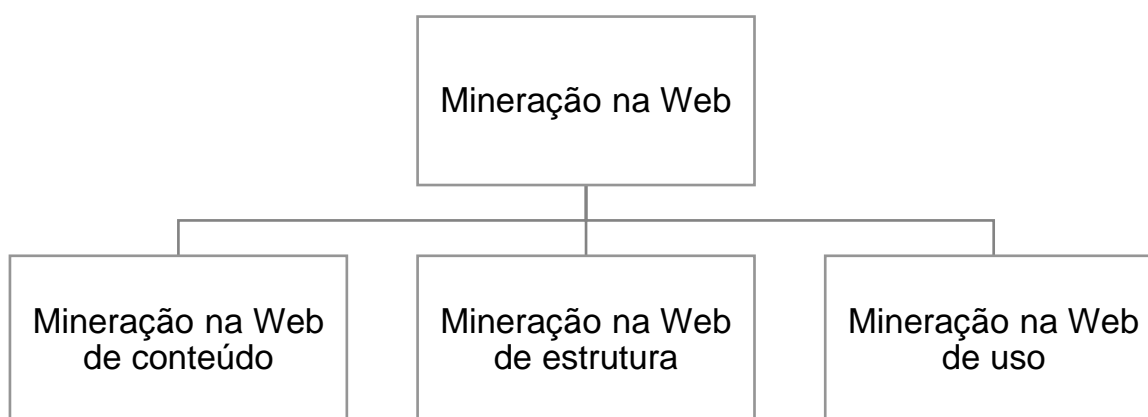 Mineração na Web
Mineração na Web
de conteúdo
Mineração na Web
de estrutura
Mineração na Web
de uso